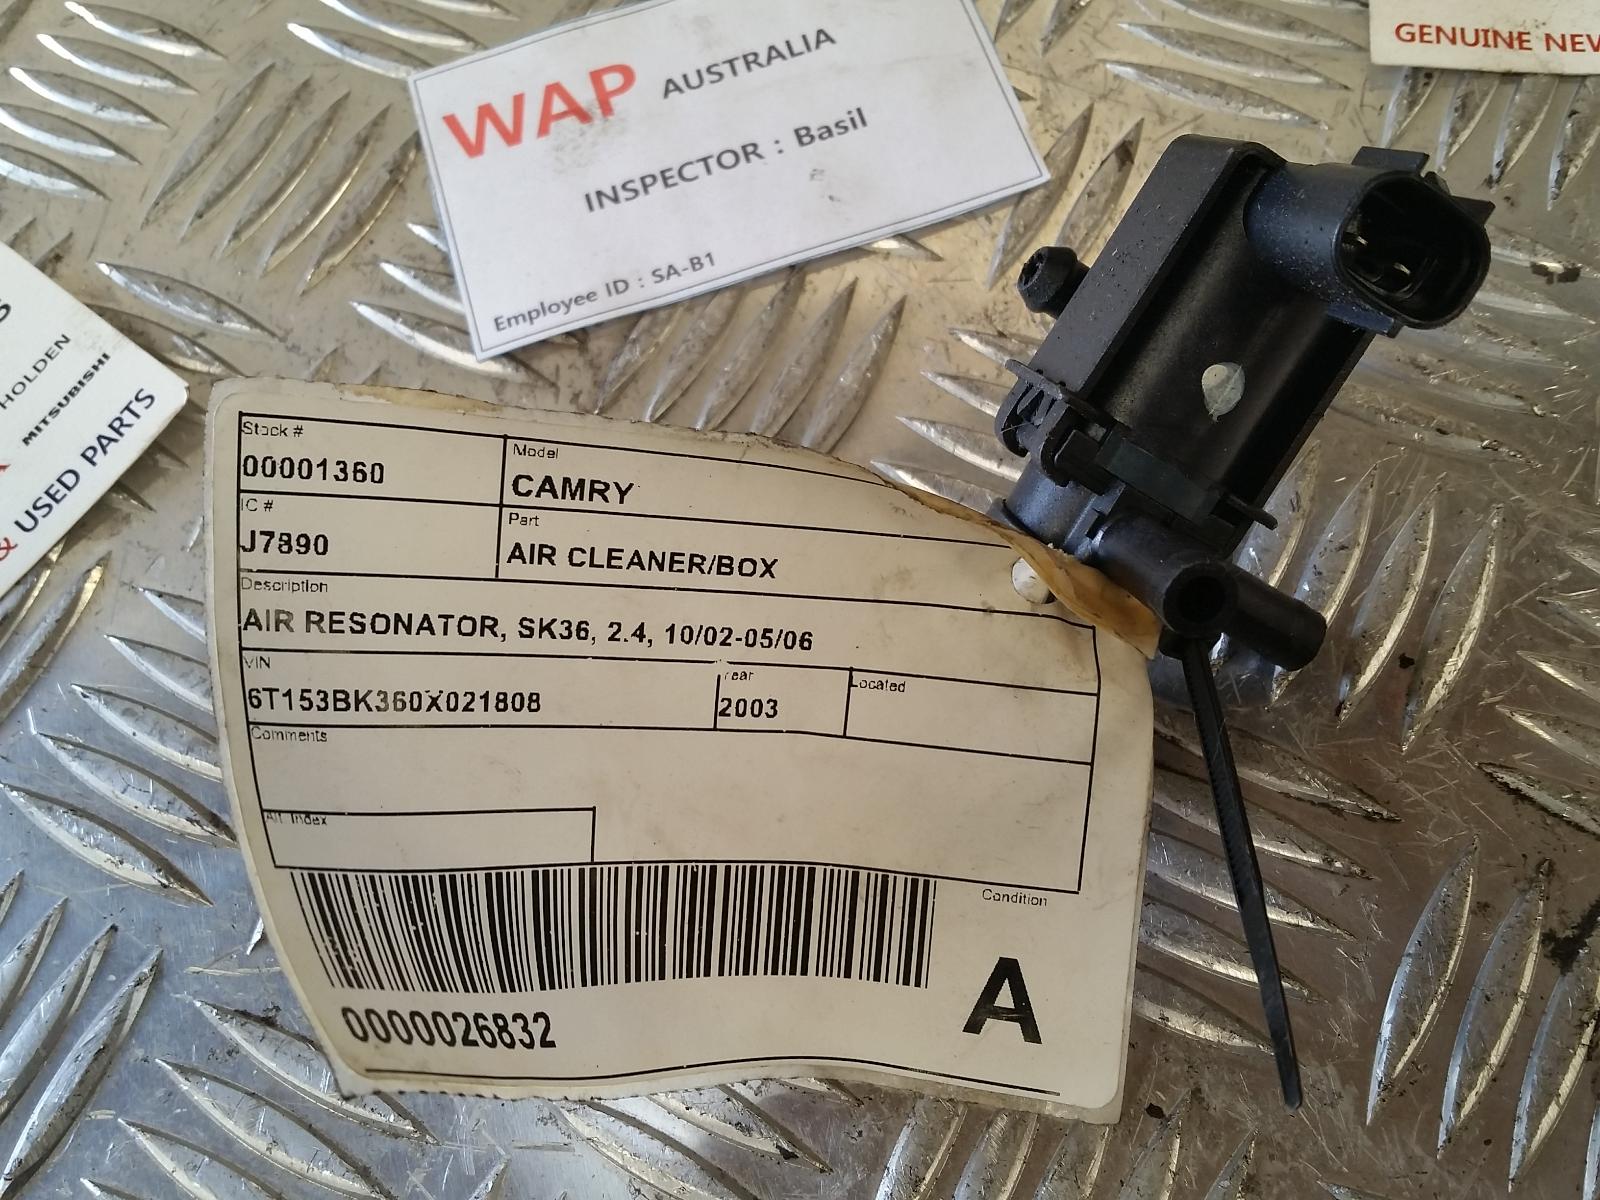 WAP AUSTRALIA
INSPECTOR : Basil
Employee ID : SA-B1
GENUINE NEW
HOLDEN
MITSUBISHI
& USED PARTS
Stock #
00001360
Model
CAMRY
IC #
J7890
Part
AIR CLEANER/BOX
Description
AIR RESONATOR, SK36, 2.4, 10/02-05/06
VIN
6T153BK360X021808
Year
2003
Located
Comments
Alt. Index
Condition
A
0000026832